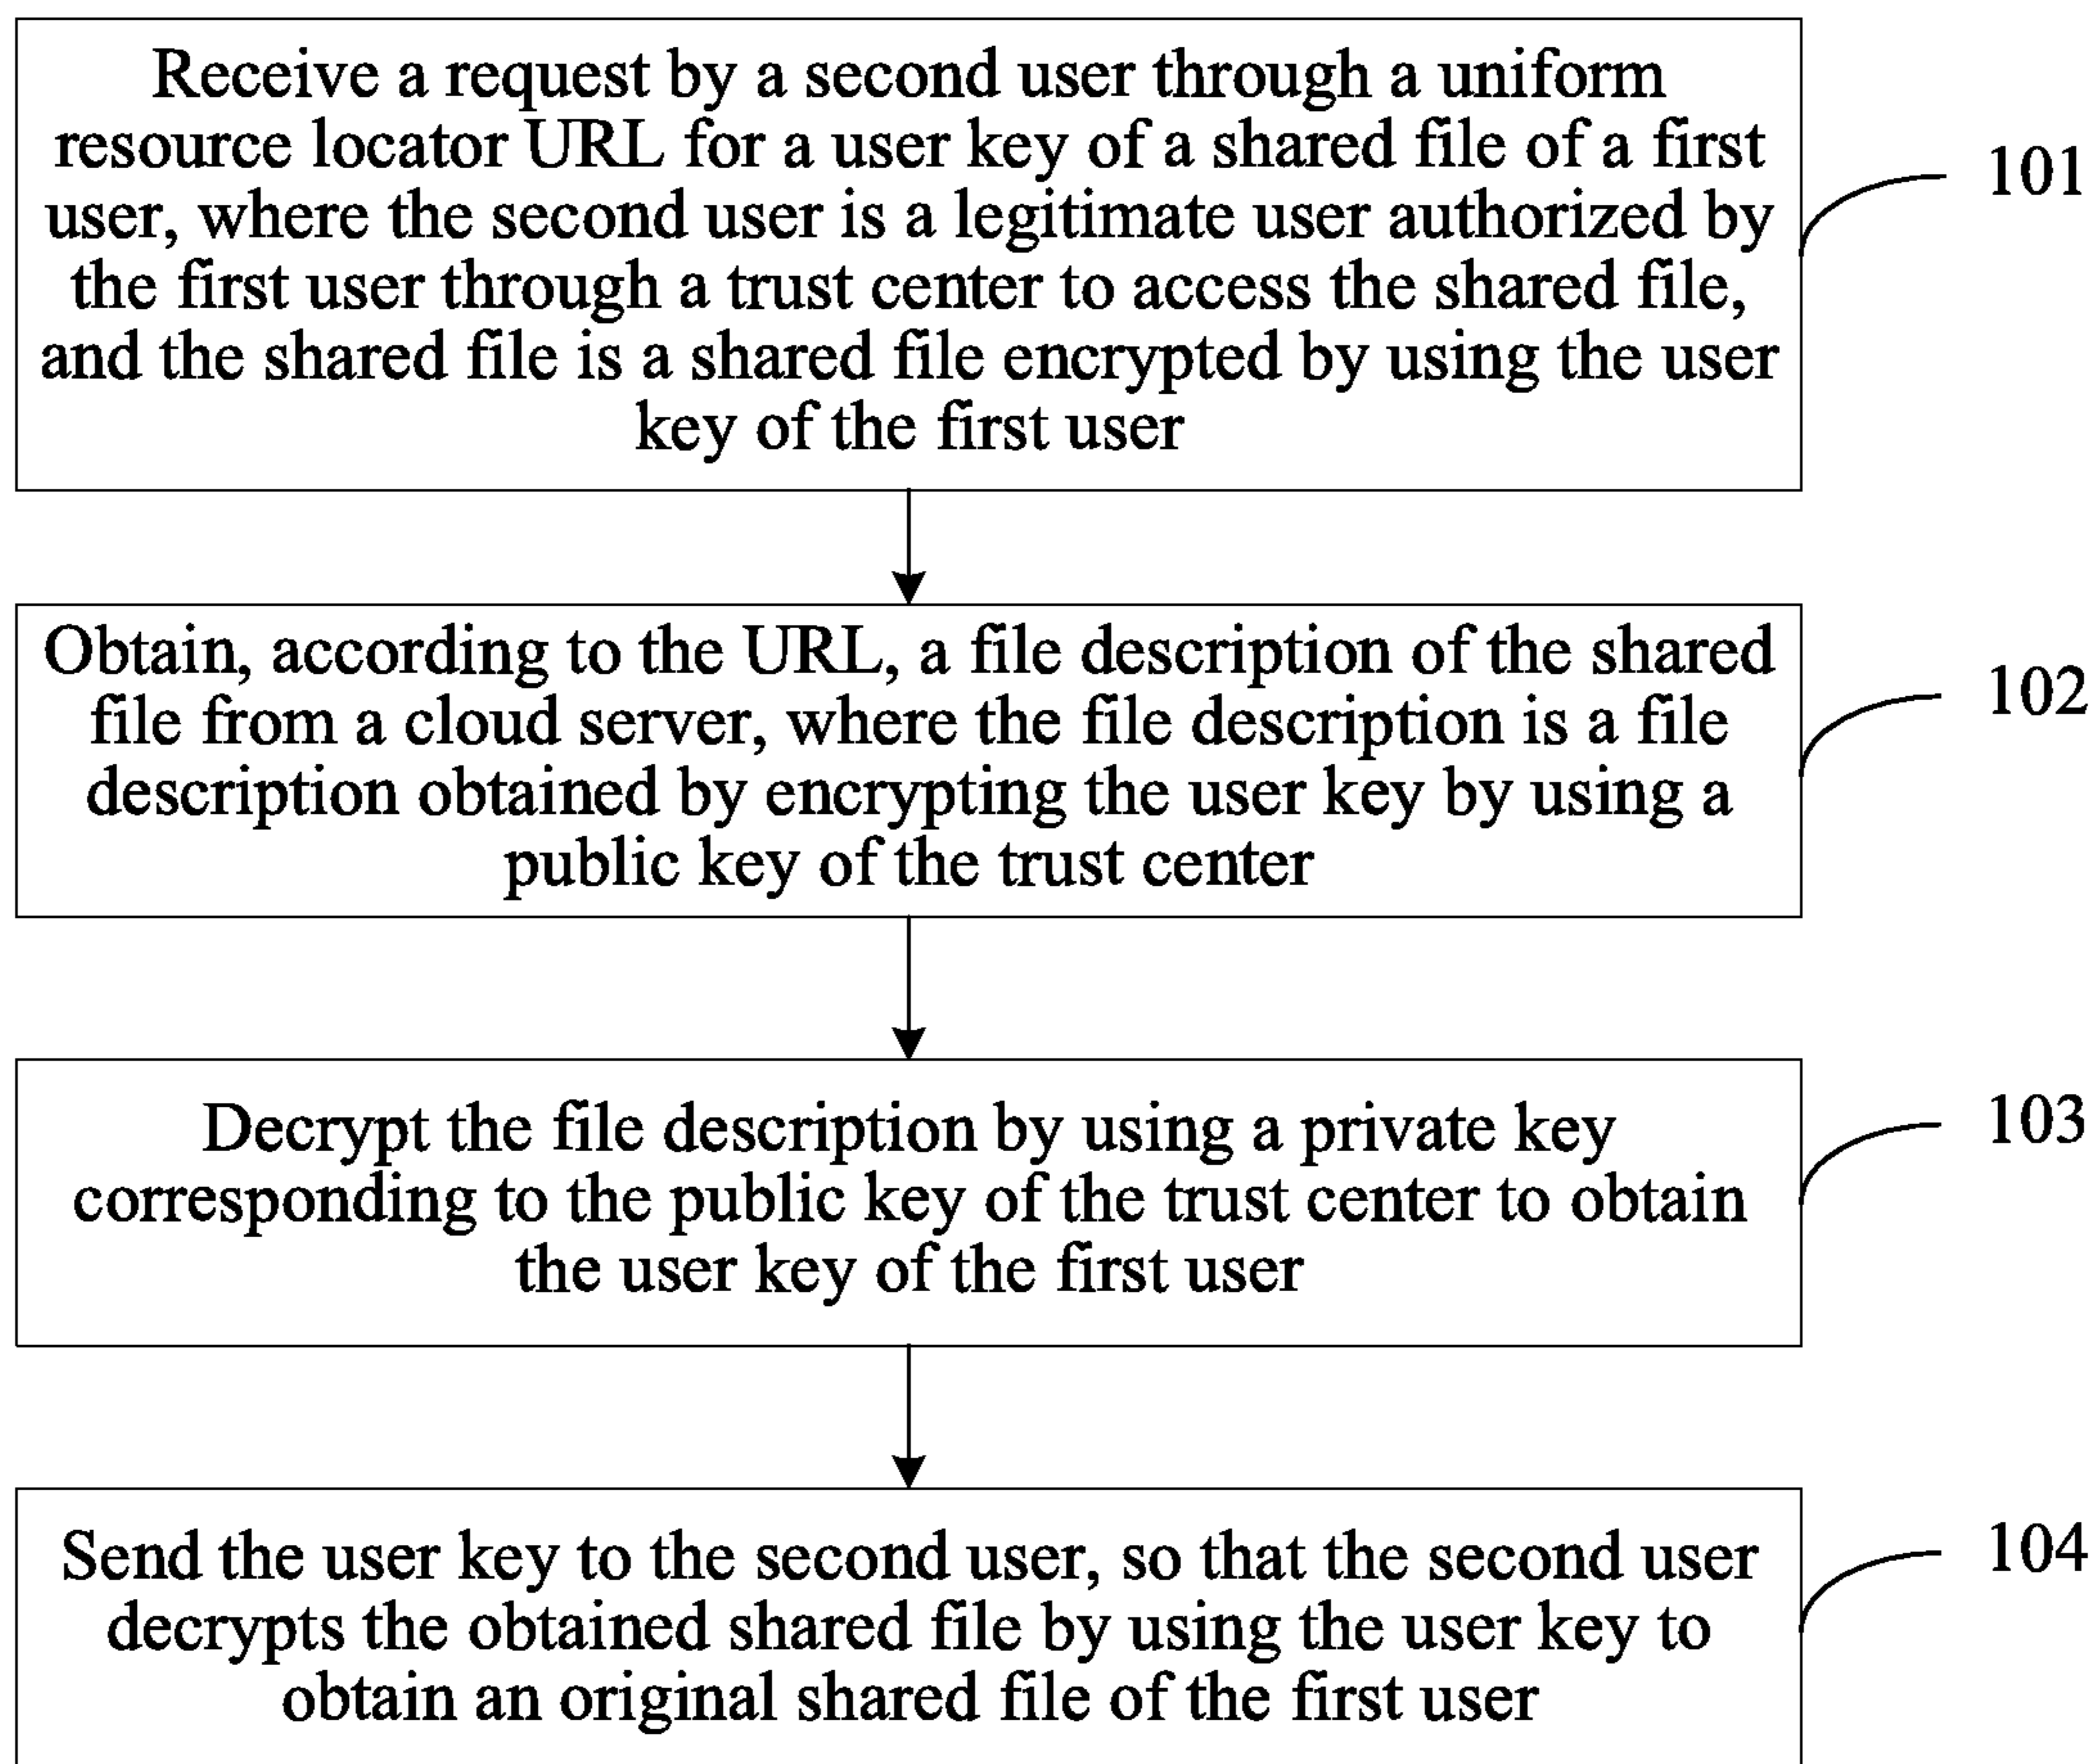 Receive a request by a second user through a uniform
resource locator URL for a user key of a shared file of a first
user, where the second user is a legitimate user authorized by
the first user through a trust center to access the shared file,
and the shared file is a shared file encrypted by using the user
key of the first user
101
Obtain, according to the URL, a file description of the shared
file from a cloud server, where the file description is a file
description obtained by encrypting the user key by using a
public key of the trust center
102
Decrypt the file description by using a private key
corresponding to the public key of the trust center to obtain
the user key of the first user
103
Send the user key to the second user, so that the second user
decrypts the obtained shared file by using the user key to
obtain an original shared file of the first user
104